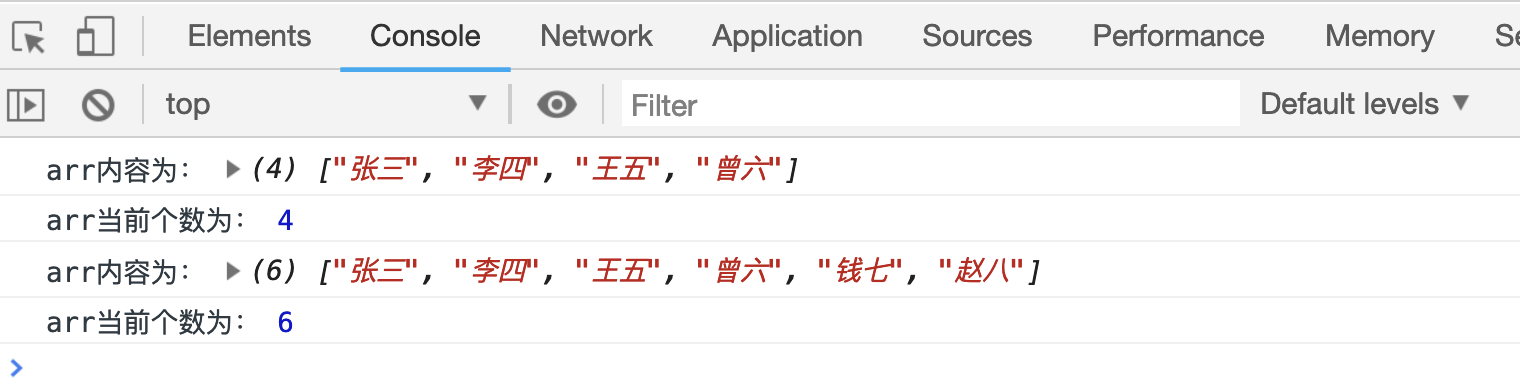 Elements Console Network Application Sources Performance Memory Se
top Filter Default levels
arr内容为： (4) ["张三", "李四", "王五", "曾六"]
arr当前个数为： 4
arr内容为： (6) ["张三", "李四", "王五", "曾六", "钱七", "赵八"]
arr当前个数为： 6